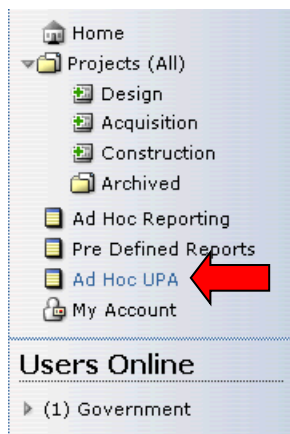 Home
Projects (All)
Design
Acquisition
Construction
Archived
Ad Hoc Reporting
Pre Defined Reports
Ad Hoc UPA
My Account
Users Online
(1) Government